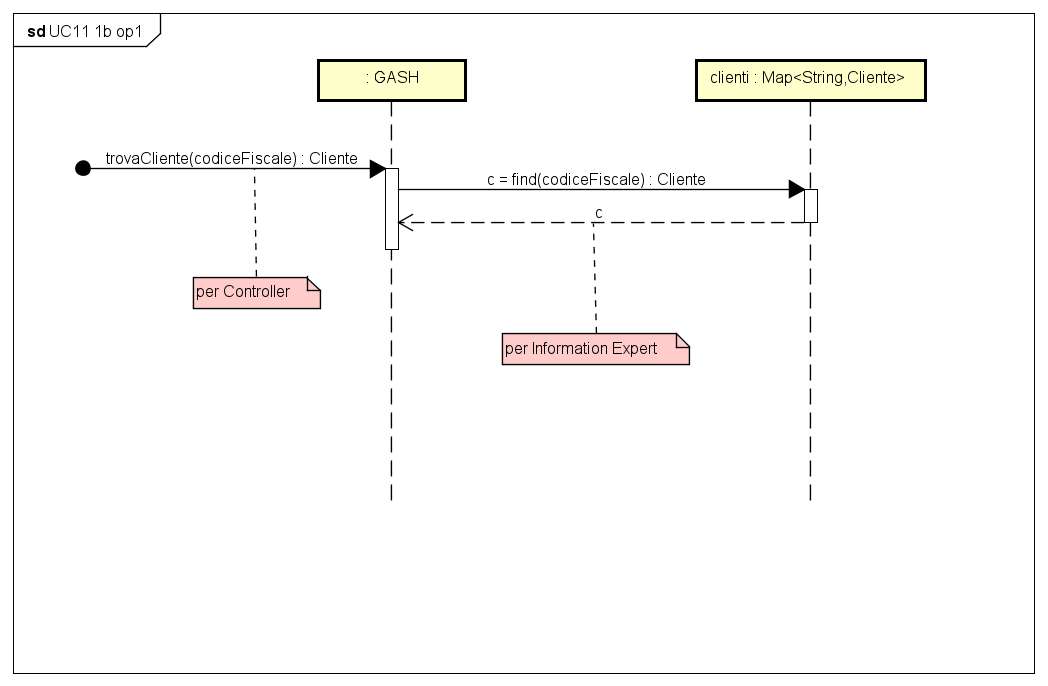 sd UC11 1b op1
: GASH
clienti : Map<String,Cliente>
trovaCliente(codiceFiscale) : Cliente
c = find(codiceFiscale) : Cliente
c
per Controller
per Information Expert